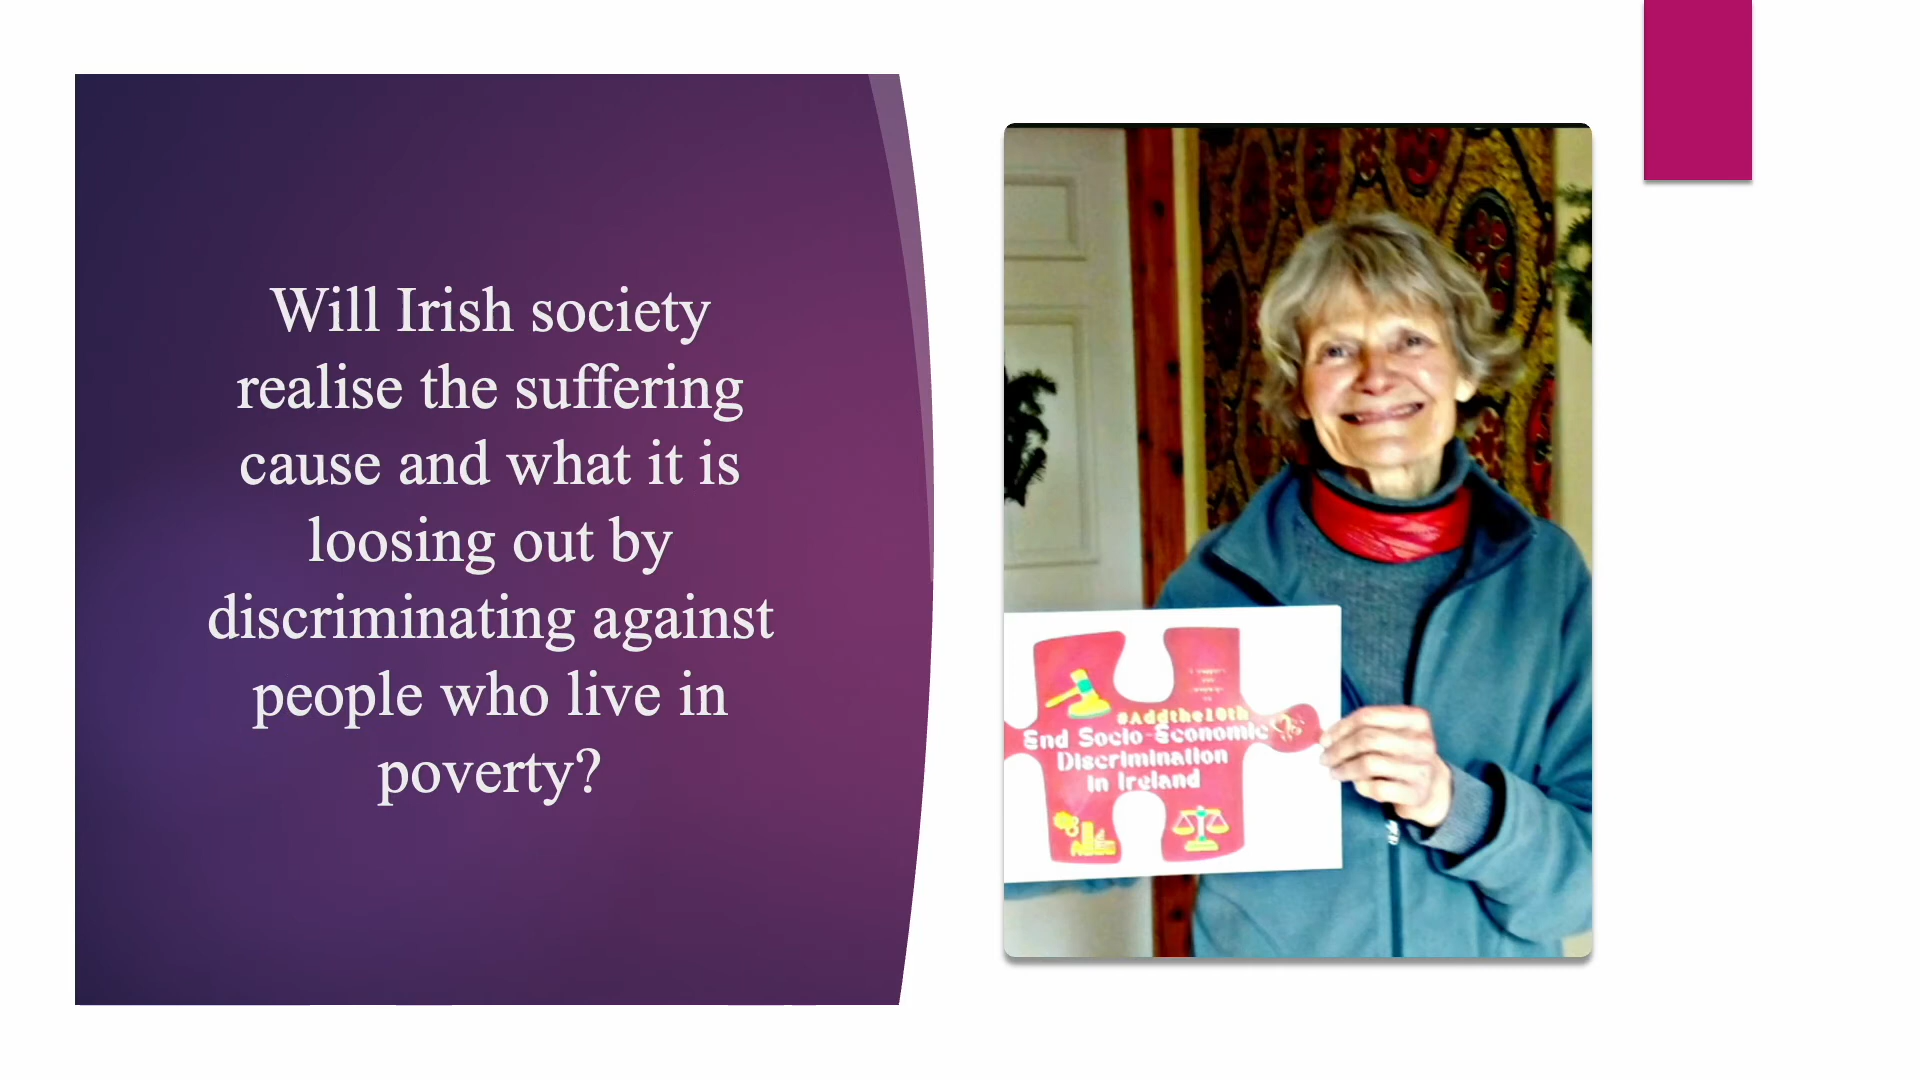 Will Irish society
realise the suffering
cause and what it is
loosing out by
discriminating against
people who live in
poverty?
#Addthe10th
End Socio-Economic
Discrimination
in Ireland